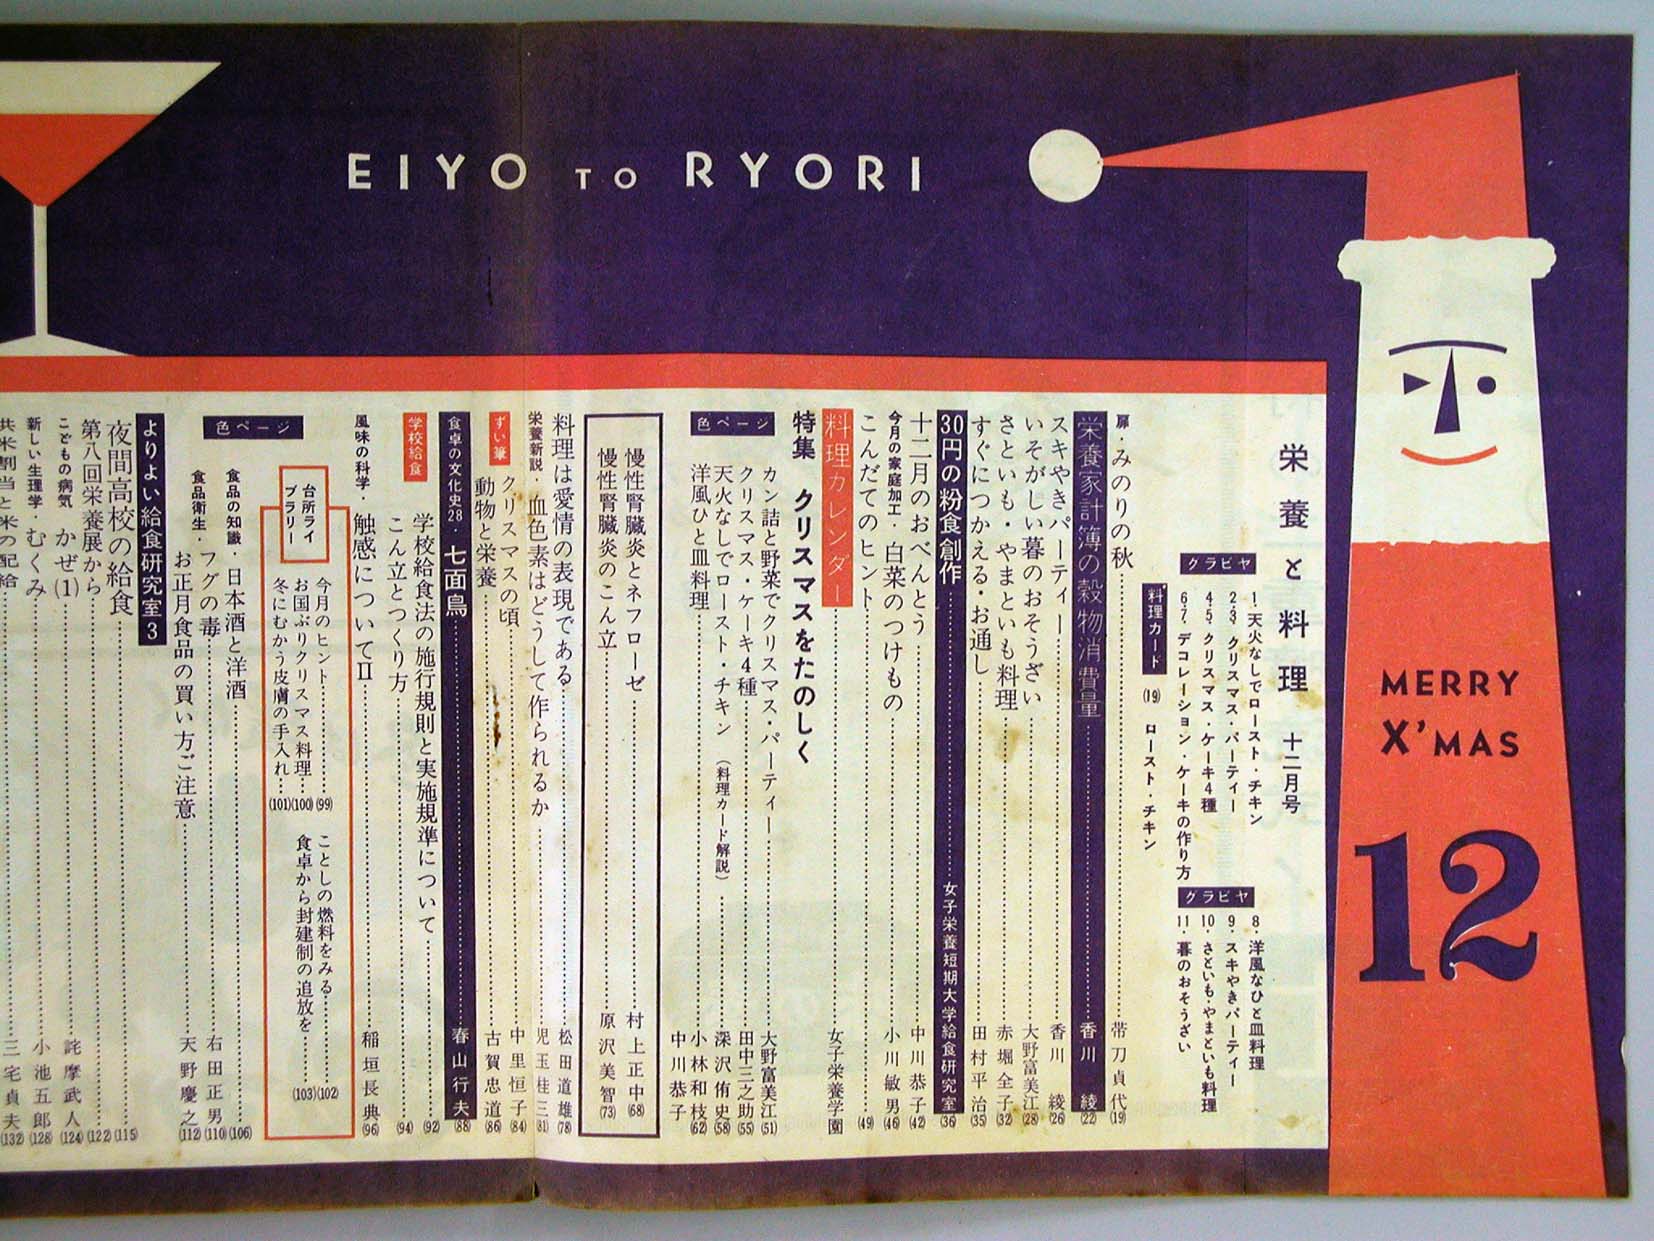 EIYO TO RYORI
MERRY
X'MAS
12
栄養と料理 十二月号
グラビヤ
1. 天火なしでロースト・チキン
2.3. クリスマス・パーティー
4.5. クリスマス・ケーキ4種
6.7. デコレーション・ケーキの作り方
グラビヤ
8. 洋風なひと皿料理
9. スキやきパーティー
10. さといも・やまといも料理
11. 暮のおそうざい
料理カード (19) ロースト・チキン
扉・みのりの秋 帯刀貞代 (19)
栄養家計簿の穀物消費量 香川綾 (22)
スキやきパーティー 香川綾 (26)
いそがしい暮のおそうざい 大野富美江 (28)
さといも・やまといも料理 赤堀全子 (32)
すぐにつかえる・お通し 田村平治 (35)
30円の粉食創作 女子栄養短期大学給食研究室 (36)
十二月のおべんとう 中川恭子 (42)
今月の家庭加工・白菜のつけもの 小川敏男 (46)
こんだてのヒント (49)
料理カレンダー 女子栄養学園
特集 クリスマスをたのしく
色ページ
カン詰と野菜でクリスマス・パーティー 大野富美江 (51)
クリスマス・ケーキ4種 田中三之助 (55)
天火なしでロースト・チキン (料理カード解説) 深沢侑史 (58)
洋風ひと皿料理 小林和枝 (62)
中川恭子
慢性腎臓炎とネフローゼ 村上正中 (68)
慢性腎臓炎のこん立 原沢美智 (73)
料理は愛情の表現である 松田道雄 (78)
栄養新説・血色素はどうして作られるか 児玉桂三 (81)
ずい筆
クリスマスの頃 中里恒子 (84)
動物と栄養 古賀忠道 (86)
食卓の文化史28・七面鳥 春山行夫 (88)
学校給食
学校給食法の施行規則と実施規準について (92)
こん立とつくり方 (94)
風味の科学・触感についてⅡ 稲垣長典 (96)
台所ライブラリー
今月のヒント (99)
お国ぶりクリスマス料理 (100)
冬にむかう皮膚の手入れ (101)
ことしの燃料をみる (102)
食卓から封建制の追放を (103)
色ページ
食品の知識・日本酒と洋酒 (106)
フグの毒 右田正男 (110)
食品衛生・お正月食品の買い方ご注意 天野慶之 (112)
よりよい給食研究室3
夜間高校の給食 (115)
第八回栄養展から (122)
こどもの病気 かぜ(1) 詫摩武人 (124)
新しい生理学・むくみ 小池五郎 (128)
共米割当と米の配給 三宅貞夫 (132)